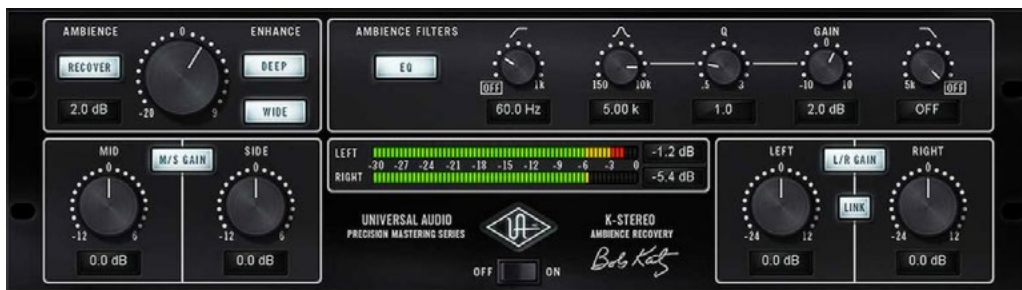 AMBIENCE
ENHANCE
RECOVER
0
DEEP
WIDE
2.0 dB
-20
9
AMBIENCE FILTERS
EQ
OFF
1k
60.0 Hz
150
10k
5.00 k
Q
.5
3
1.0
GAIN
0
-10
10
2.0 dB
5k
OFF
OFF
MID
M/S GAIN
SIDE
0
0
-12
6
-12
6
0.0 dB
0.0 dB
LEFT
-30 -27 -24 -21 -18 -15 -12 -9 -6 -3 0
RIGHT
-1.2 dB
-5.4 dB
UNIVERSAL AUDIO
PRECISION MASTERING SERIES
UA
K-STEREO
AMBIENCE RECOVERY
Bob Katz
OFF
ON
LEFT
L/R GAIN
RIGHT
0
0
LINK
-24
12
-24
12
0.0 dB
0.0 dB